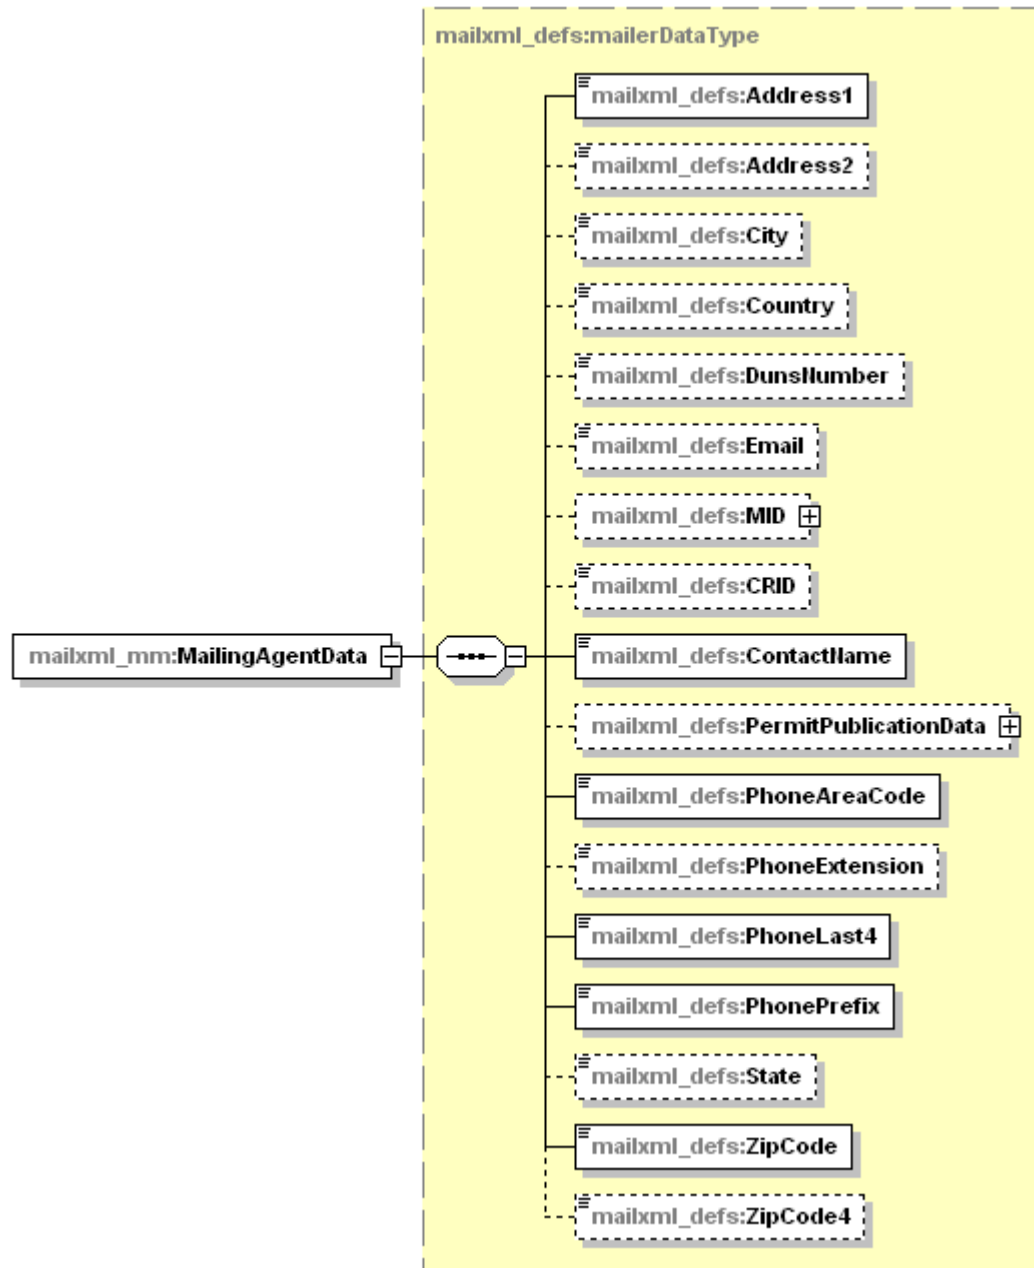 mailxml_defs:mailerDataType
mailxml_defs:Address1
mailxml_defs:Address2
mailxml_defs:City
mailxml_defs:Country
mailxml_defs:DunsNumber
mailxml_defs:Email
mailxml_defs:MID
mailxml_defs:CRID
mailxml_mm:MailingAgentData
mailxml_defs:ContactName
mailxml_defs:PermitPublicationData
mailxml_defs:PhoneAreaCode
mailxml_defs:PhoneExtension
mailxml_defs:PhoneLast4
mailxml_defs:PhonePrefix
mailxml_defs:State
mailxml_defs:ZipCode
mailxml_defs:ZipCode4